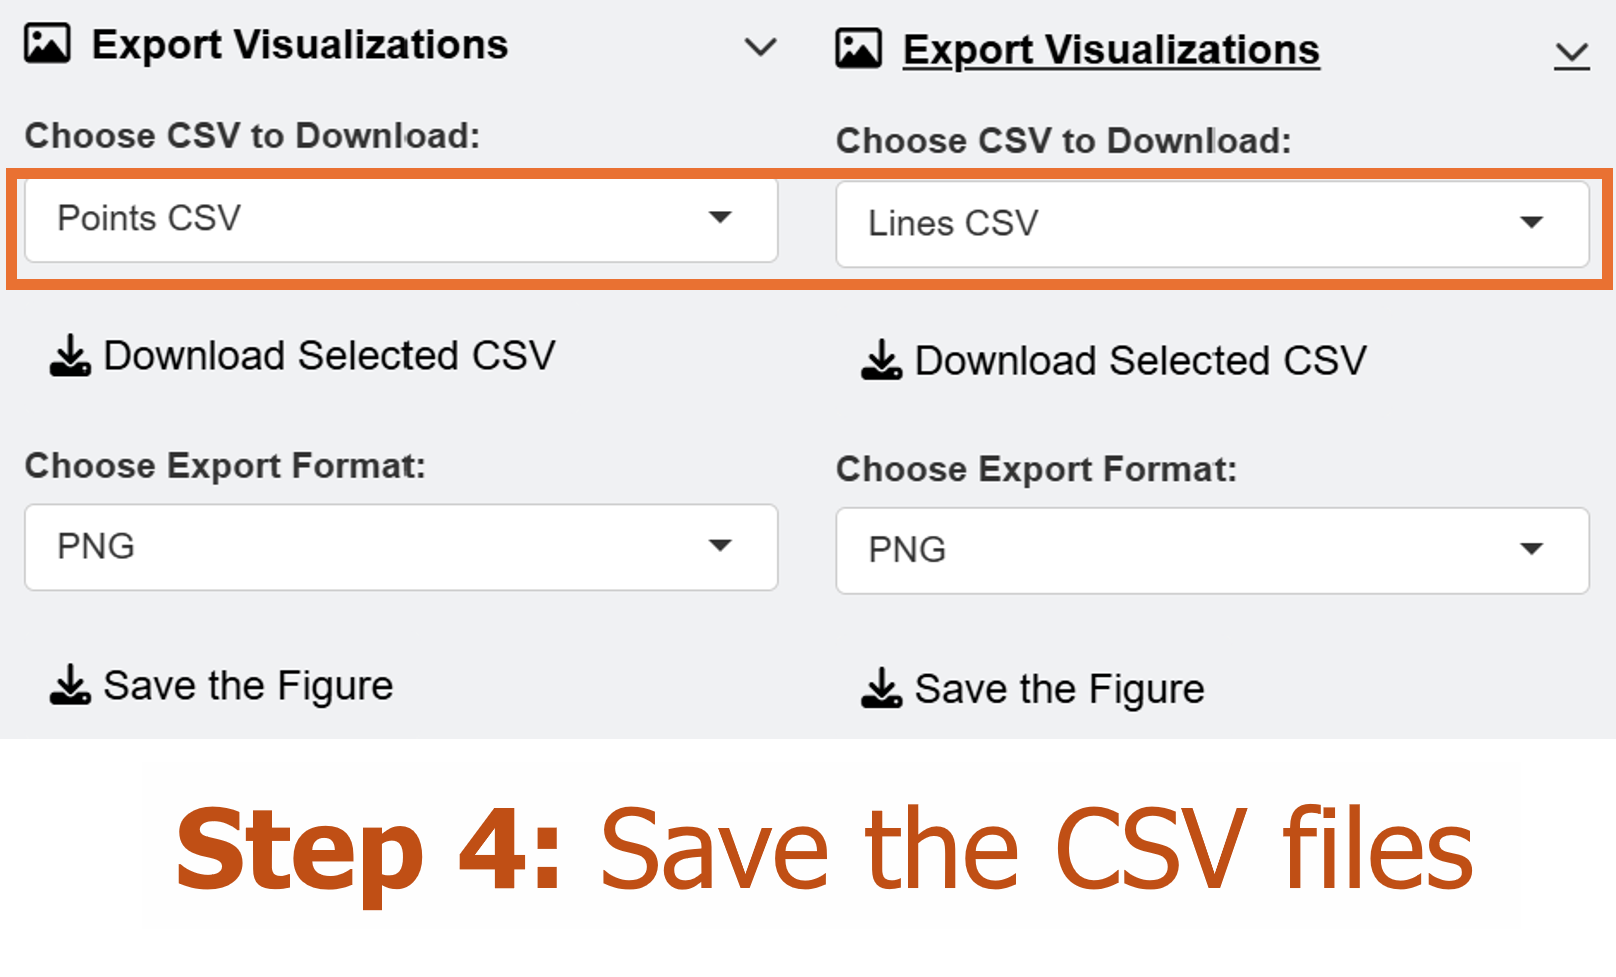 Export Visualizations
Choose CSV to Download:
Points CSV
Download Selected CSV
Choose Export Format:
PNG
Save the Figure
Export Visualizations
Choose CSV to Download:
Lines CSV
Download Selected CSV
Choose Export Format:
PNG
Save the Figure
Step 4: Save the CSV files